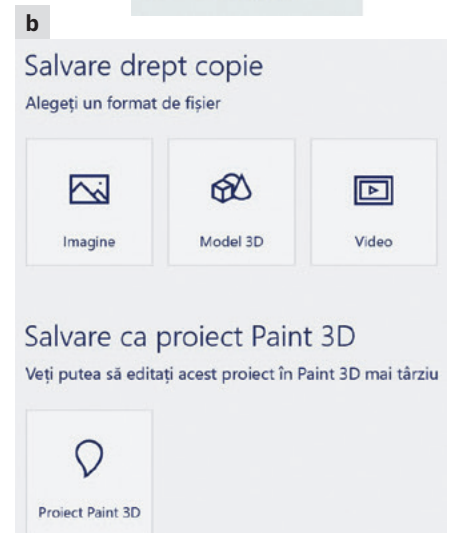 b
Salvare drept copie
Alegeți un format de fișier
Imagine Model 3D Video
Salvare ca proiect Paint 3D
Veți putea să editați acest proiect în Paint 3D mai târziu
Proiect Paint 3D